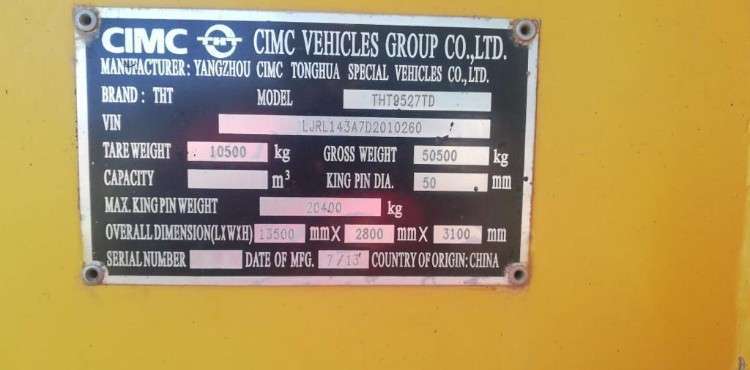 CIMC THT CIMC VEHICLES GROUP CO.,LTD.
MANUFACTURER: YANGZHOU CIMC TONGHUA SPECIAL VEHICLES CO.,LTD.
BRAND: THT MODEL THT9527TD
VIN LJRL143A7D2010260
TARE WEIGHT 10500 kg GROSS WEIGHT 50500 kg
CAPACITY m³ KING PIN DIA. 50 mm
MAX. KING PIN WEIGHT 20400 kg
OVERALL DIMENSION(LXWXH) 13500 mm X 2800 mm X 3100 mm
SERIAL NUMBER DATE OF MFG. 7/13 COUNTRY OF ORIGIN: CHINA